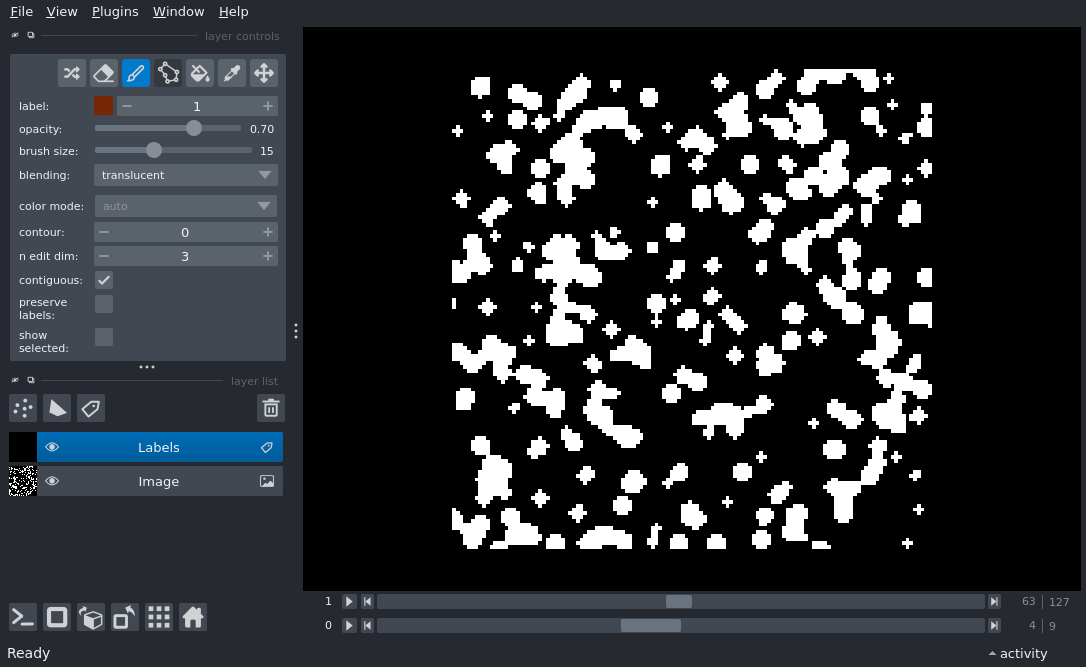 File View Plugins Window Help
layer controls
label: 1
opacity: 0.70
brush size: 15
blending: translucent
color mode: auto
contour: 0
n edit dim: 3
contiguous:
preserve
labels:
show
selected:
layer list
Labels
Image
1 63 127
0 4 9
Ready activity